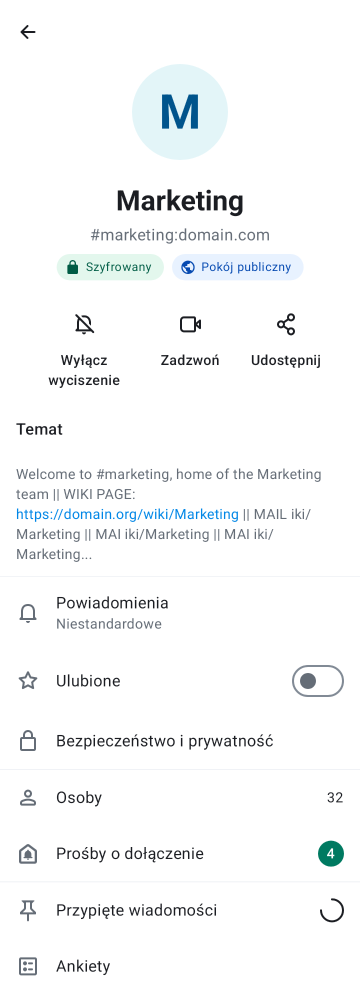 M
Marketing
#marketing:domain.com
Szyfrowany
Pokój publiczny
Wyłącz
wyciszenie
Zadzwoń
Udostępnij
Temat
Welcome to #marketing, home of the Marketing
team || WIKI PAGE:
https://domain.org/wiki/Marketing || MAIL iki/
Marketing || MAI iki/Marketing || MAI iki/
Marketing...
Powiadomienia
Niestandardowe
Ulubione
Bezpieczeństwo i prywatność
Osoby 32
Prośby o dołączenie 4
Przypięte wiadomości
Ankiety